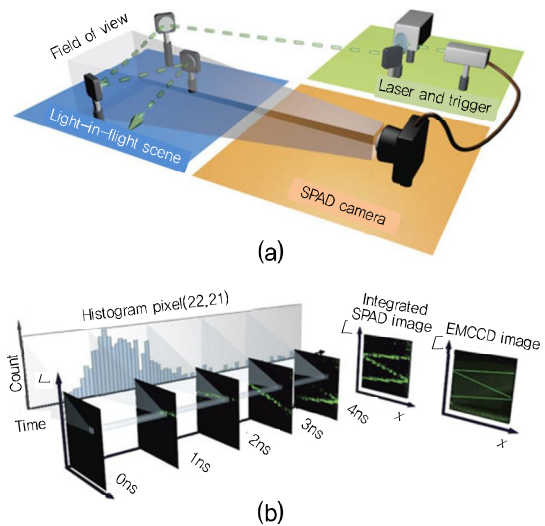 Field of view
Laser and trigger
Light-in-flight scene
SPAD camera
(a)
Histogram pixel(22,21)
Integrated
SPAD image
EMCCD image
Count
Time
0ns
1ns
2ns
3ns
4ns
x
x
(b)